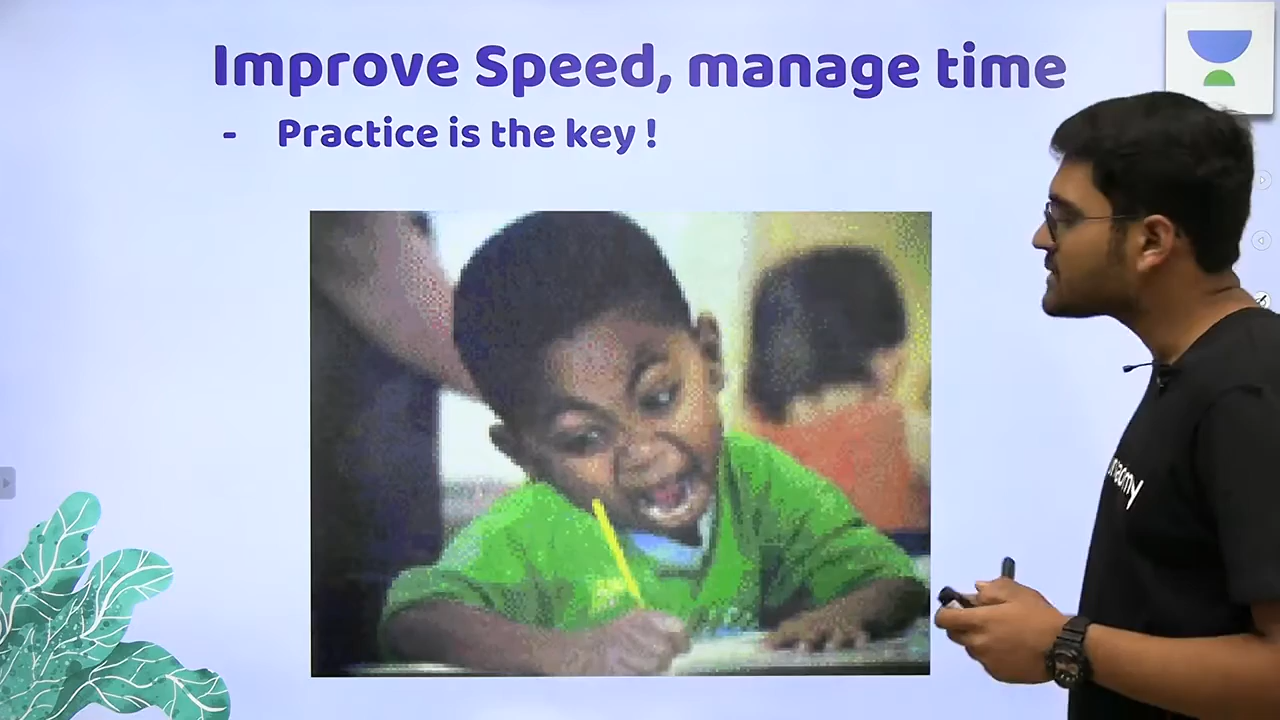 Improve Speed, manage time
- Practice is the key !